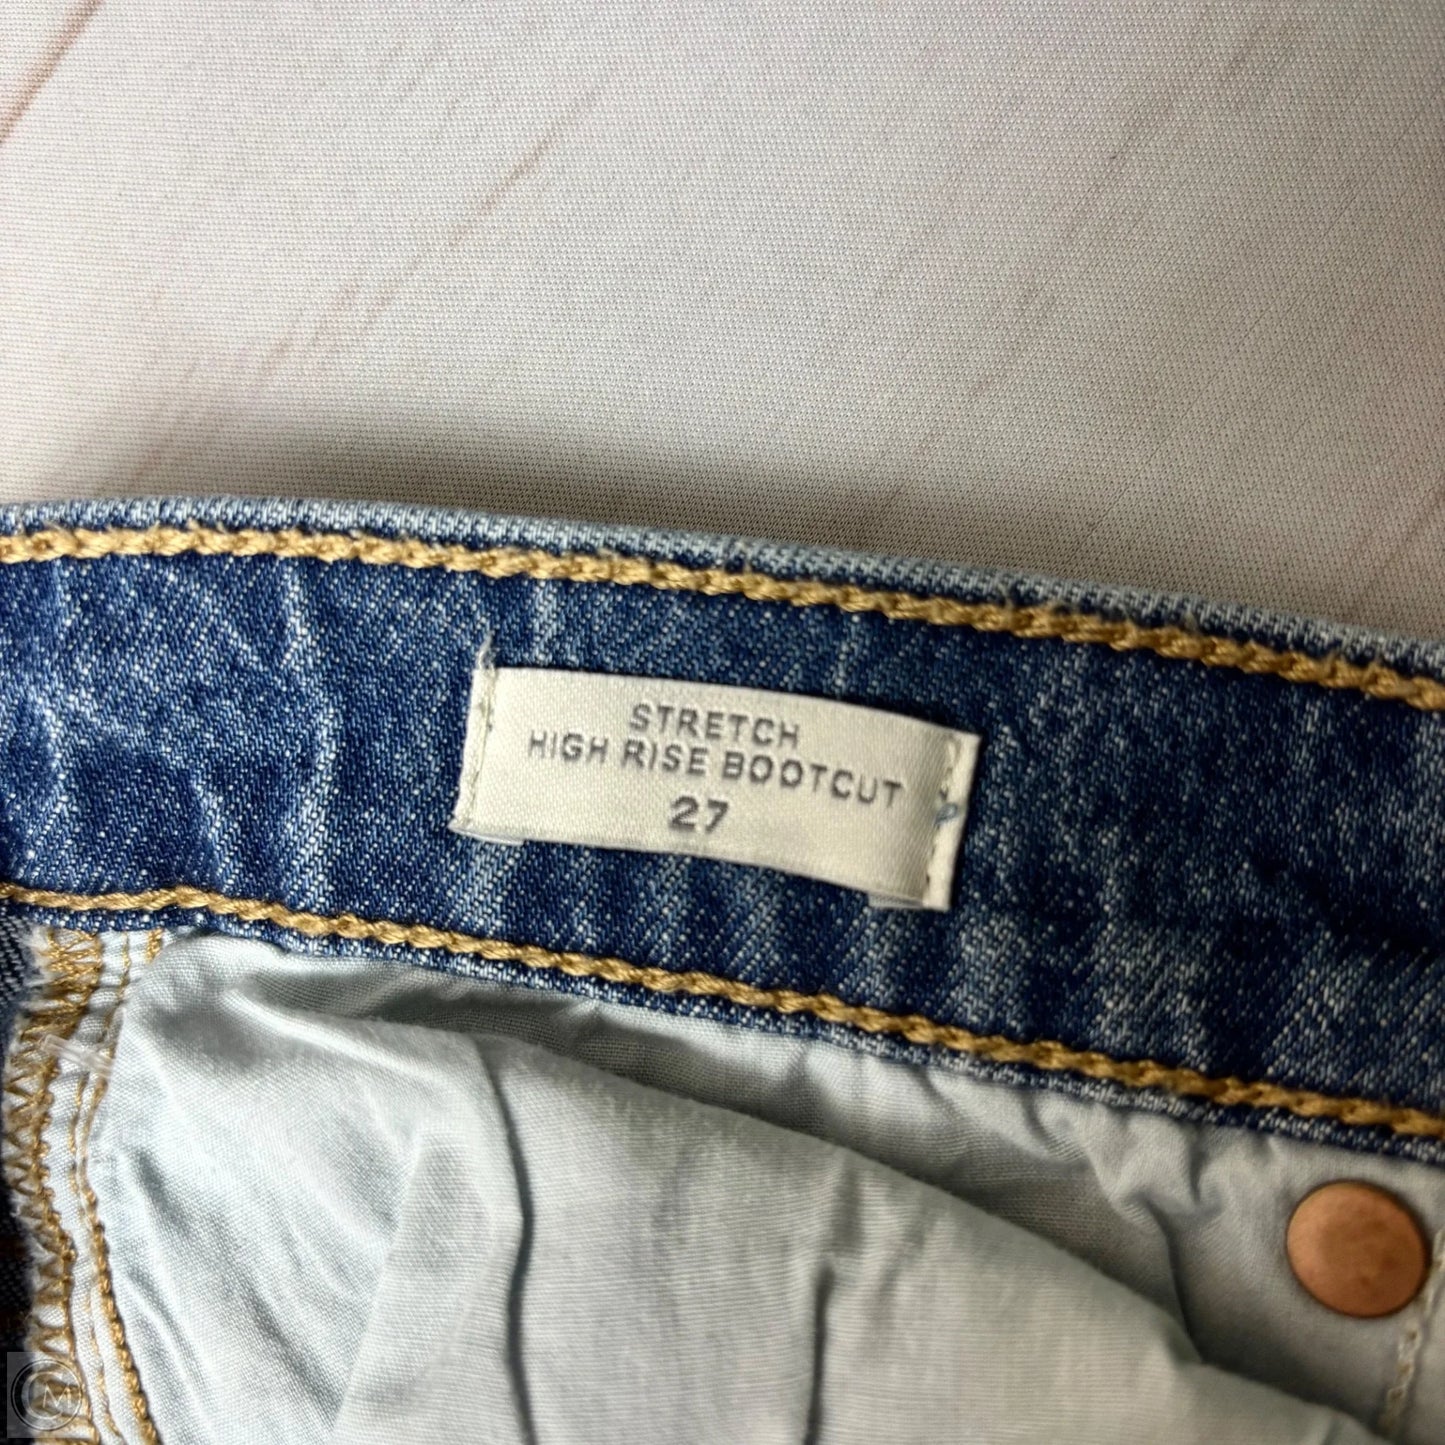 STRETCH
HIGH RISE BOOTCUT
27
M